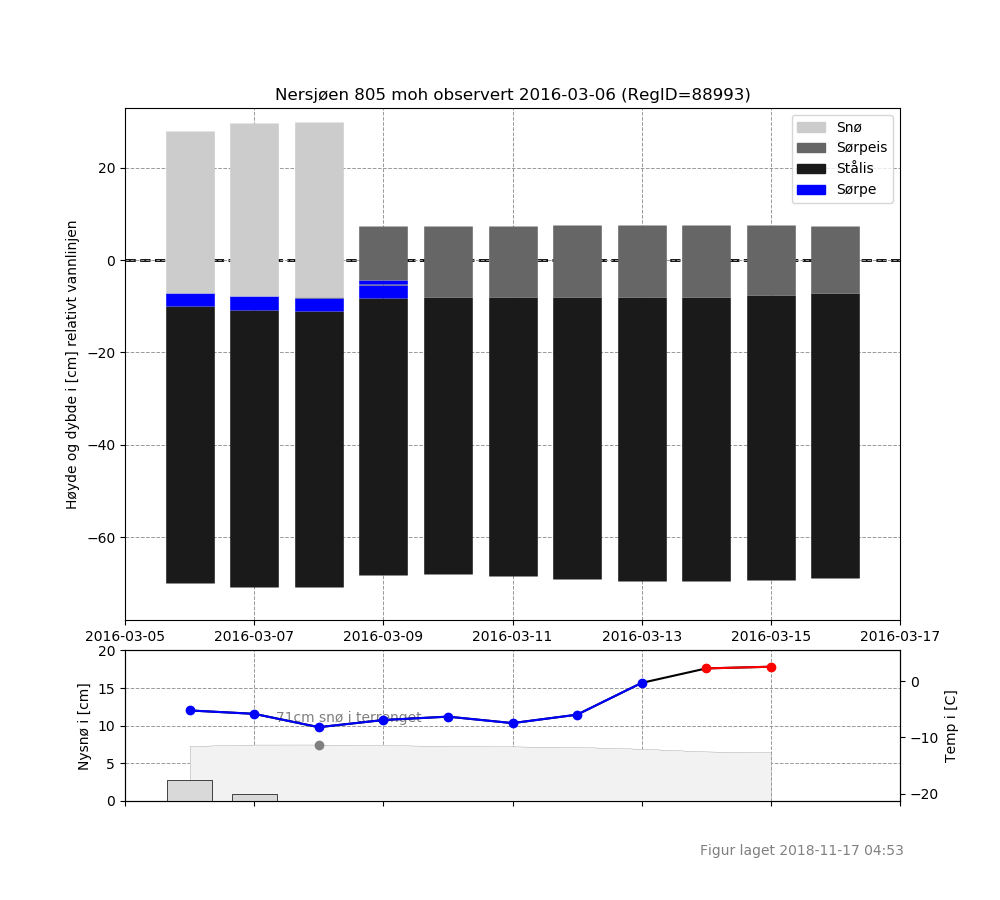 Nersjøen 805 moh observert 2016-03-06 (RegID=88993)
Snø
Sørpeis
Stålis
Sørpe
Høyde og dybde i [cm] relativt vannlinjen
20
0
−20
−40
−60
2016-03-05 2016-03-07 2016-03-09 2016-03-11 2016-03-13 2016-03-15 2016-03-17
Nysnø i [cm]
20
15
10
5
0
71cm snø i terrenget
0
−10
−20
Temp i [C]
Figur laget 2018-11-17 04:53